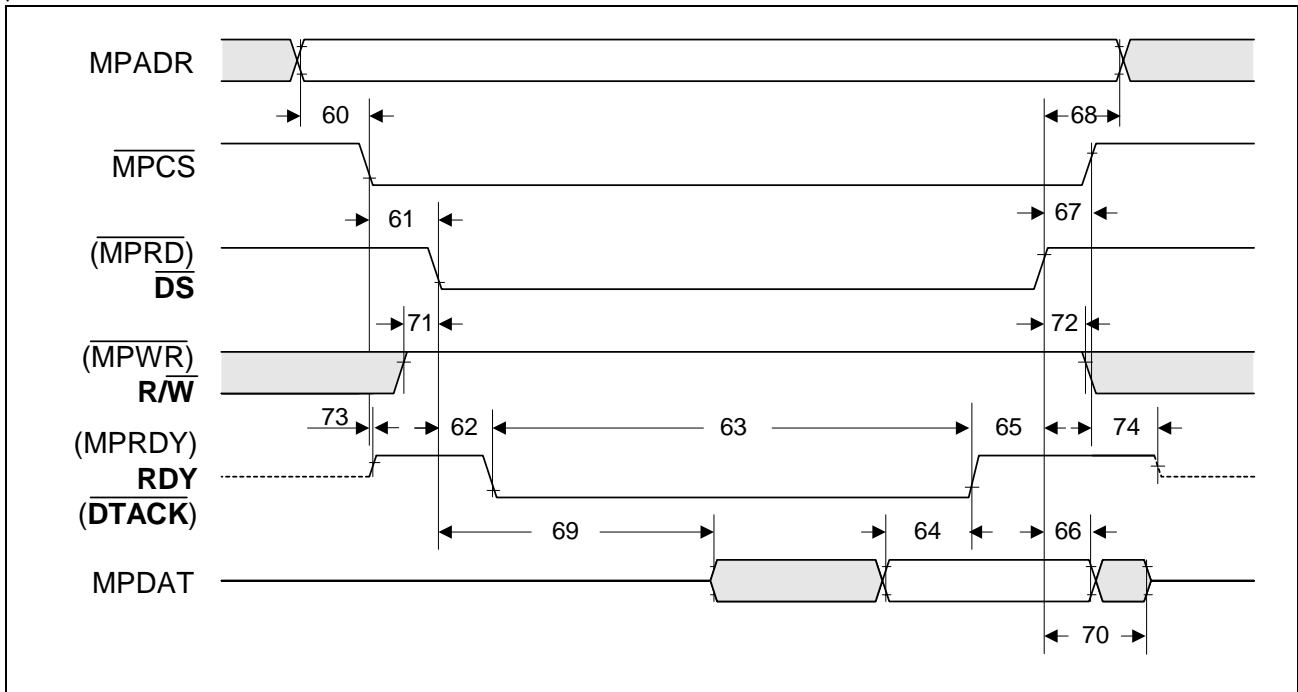 MPADR
60
68
MPCS
61
67
(MPRD)
DS
71
72
(MPWR)
R/W
73
62
63
65
74
(MPRDY)
RDY
(DTACK)
69
64
66
MPDAT
70